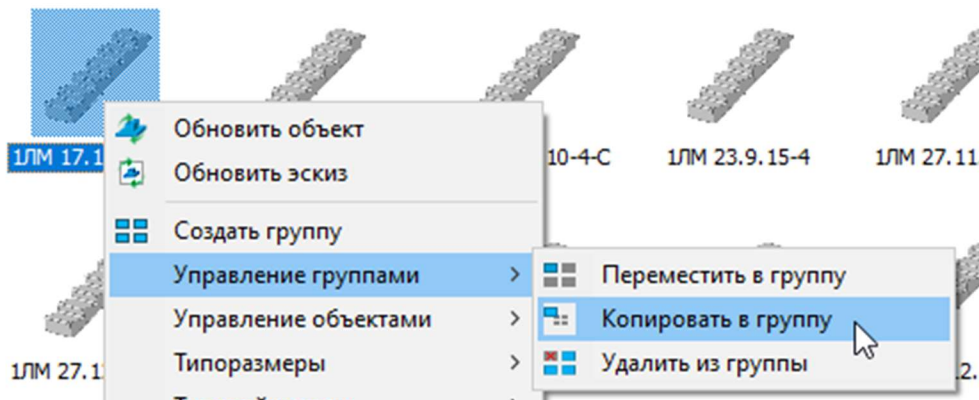 Обновить объект
1ЛМ 17.1
10-4-С
1ЛМ 23.9.15-4
1ЛМ 27.11
Обновить эскиз
Создать группу
Управление группами
Переместить в группу
Управление объектами
Копировать в группу
1ЛМ 27.1
Типоразмеры
Удалить из группы
.2.